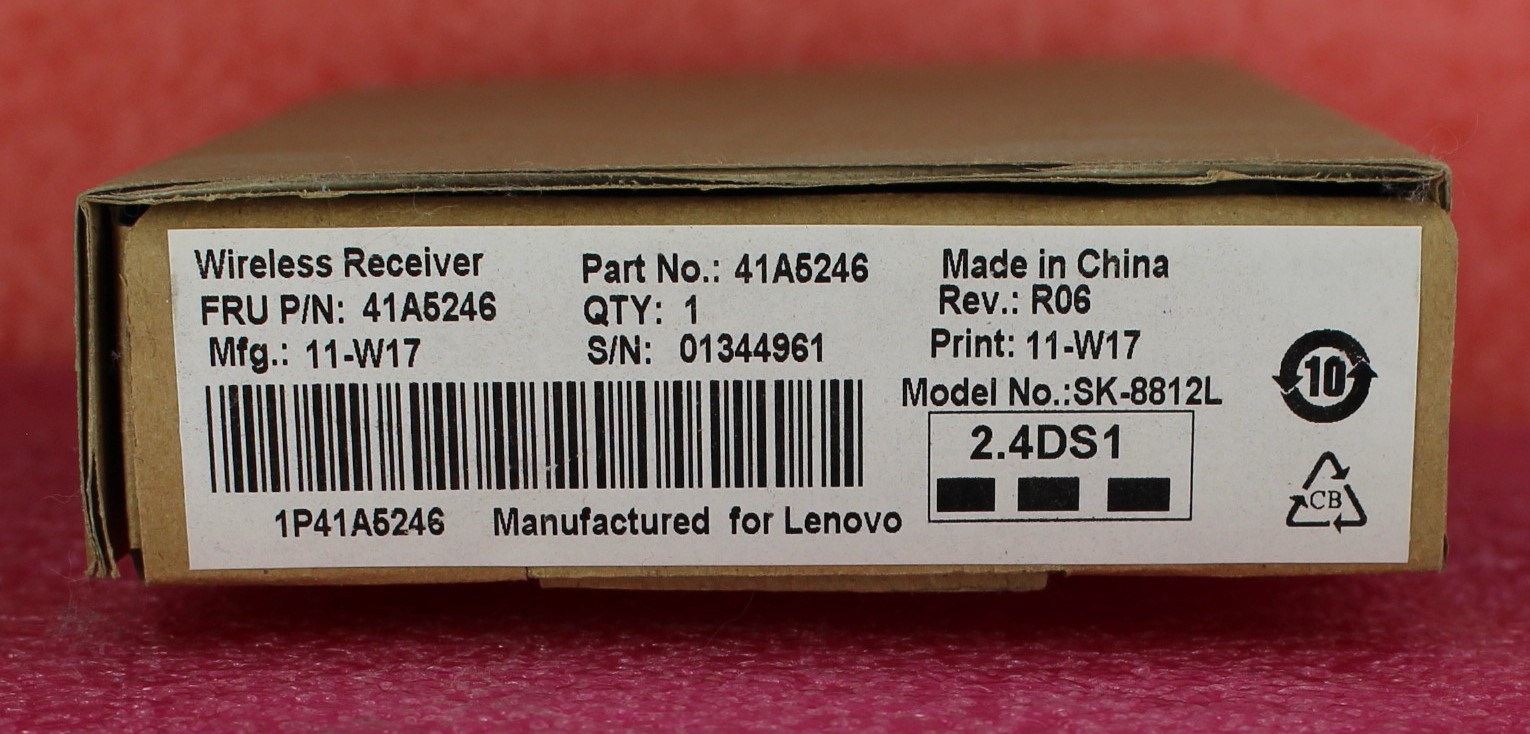 Wireless Receiver
Part No.: 41A5246
Made in China
FRU P/N: 41A5246
QTY: 1
Rev.: R06
Mfg.: 11-W17
S/N: 01344961
Print: 11-W17
Model No.:SK-8812L
2.4DS1
1P41A5246
Manufactured for Lenovo
10
CB